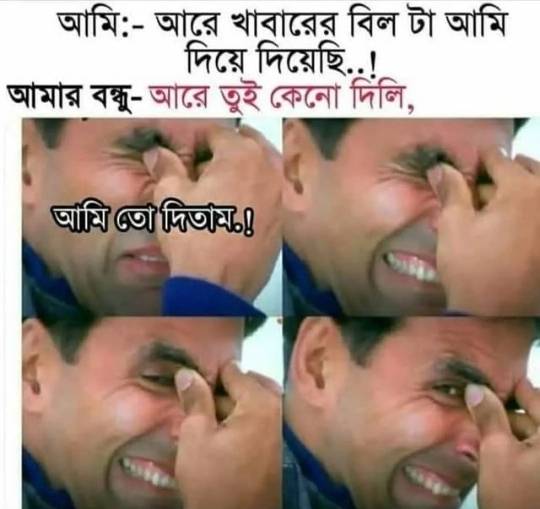 আমি:- আরে খাবারের বিল টা আমি
দিয়ে দিয়েছি..!
আমার বন্ধু- আরে তুই কেনো দিলি,
আমি তো দিতাম.!